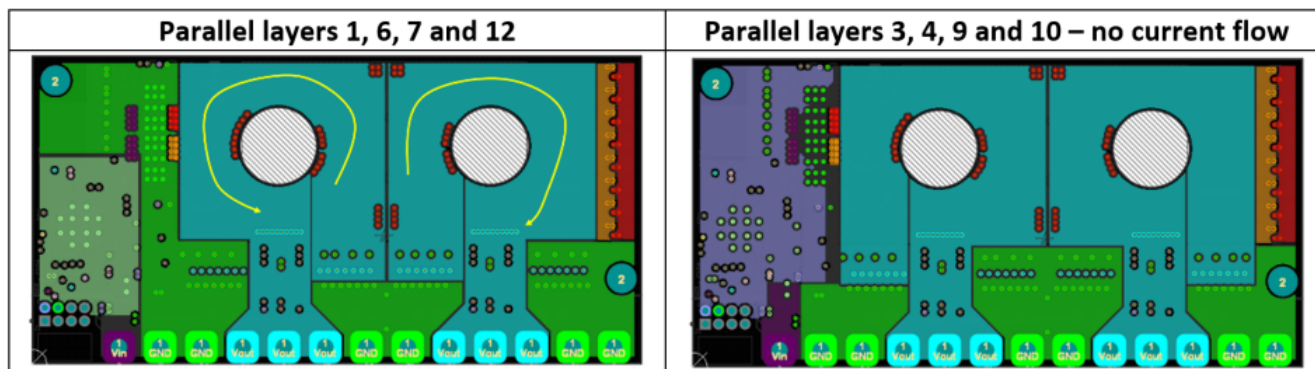 Parallel layers 1, 6, 7 and 12
Parallel layers 3, 4, 9 and 10 – no current flow
2
2
1 Vin 1 GND 1 GND 1 Vout 1 Vout 1 Vout 1 GND 1 GND 1 Vout 1 Vout 1 Vout 1 GND 1 GND
2
2
1 Vin 1 GND 1 GND 1 Vout 1 Vout 1 Vout 1 GND 1 GND 1 Vout 1 Vout 1 Vout 1 GND 1 GND